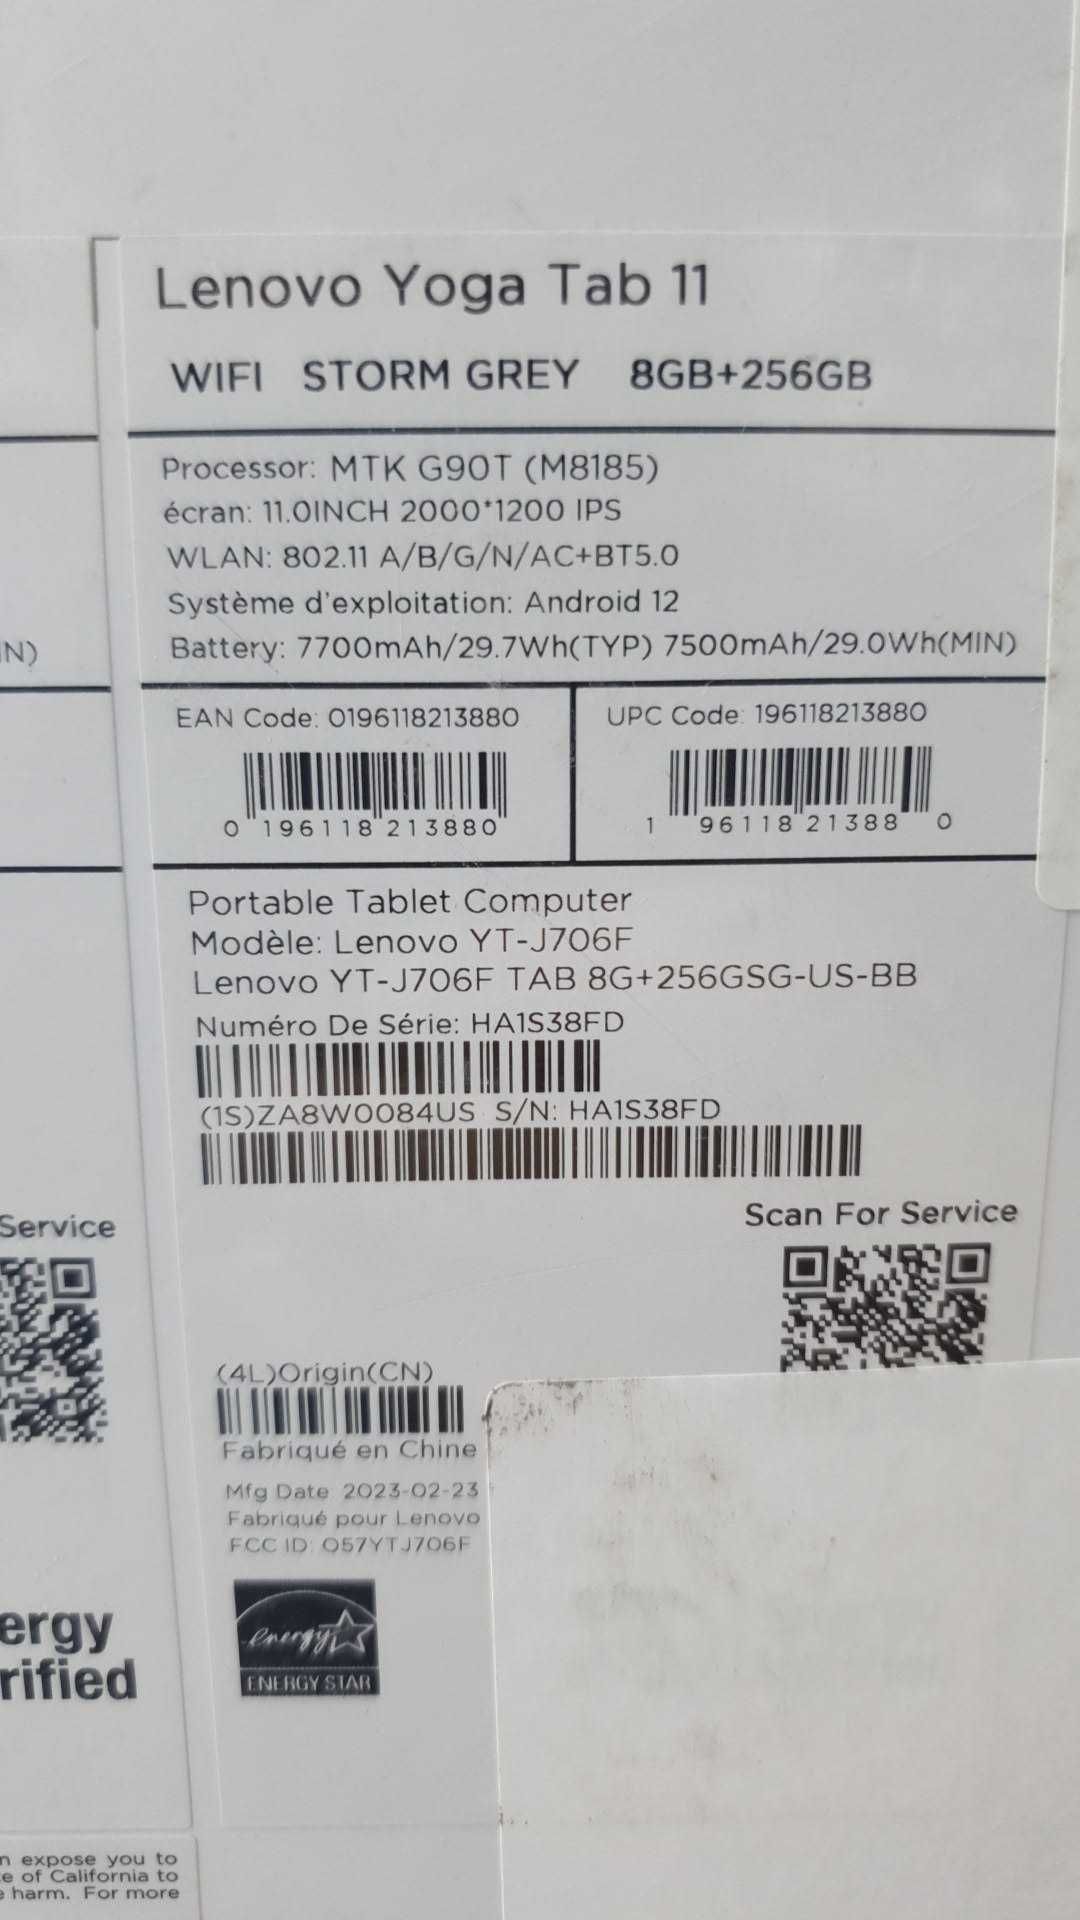 Lenovo Yoga Tab 11
WIFI STORM GREY 8GB+256GB
Processor: MTK G90T (M8185)
écran: 11.0INCH 2000*1200 IPS
WLAN: 802.11 A/B/G/N/AC+BT5.0
Système d'exploitation: Android 12
Battery: 7700mAh/29.7Wh(TYP) 7500mAh/29.0Wh(MIN)
IN)
EAN Code: 0196118213880
0 196118 213880
UPC Code: 196118213880
1 96118 21388 0
Portable Tablet Computer
Modèle: Lenovo YT-J706F
Lenovo YT-J706F TAB 8G+256GSG-US-BB
Numéro De Série: HA1S38FD
(1S)ZA8W0084US S/N: HA1S38FD
Scan For Service
Service
(4L)Origin(CN)
Fabriqué en Chine
Mfg Date: 2023-02-23
Fabriqué pour Lenovo
FCC ID: O57YTJ706F
energy
ENERGY STAR
ergy
rified
n expose you to
e of California to
e harm. For more